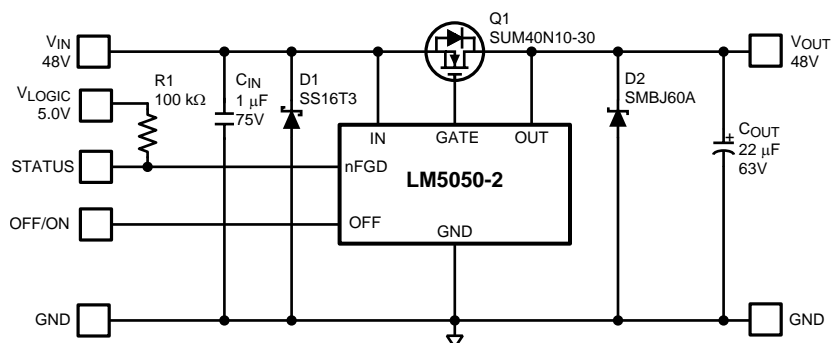 Q1
SUM40N10-30
VIN
48V
VOUT
48V
R1
100 kΩ
CIN
1 μF
75V
D1
SS16T3
D2
SMBJ60A
VLOGIC
5.0V
IN
GATE
OUT
+
COUT
22 μF
63V
STATUS
nFGD
LM5050-2
OFF/ON
OFF
GND
GND
GND